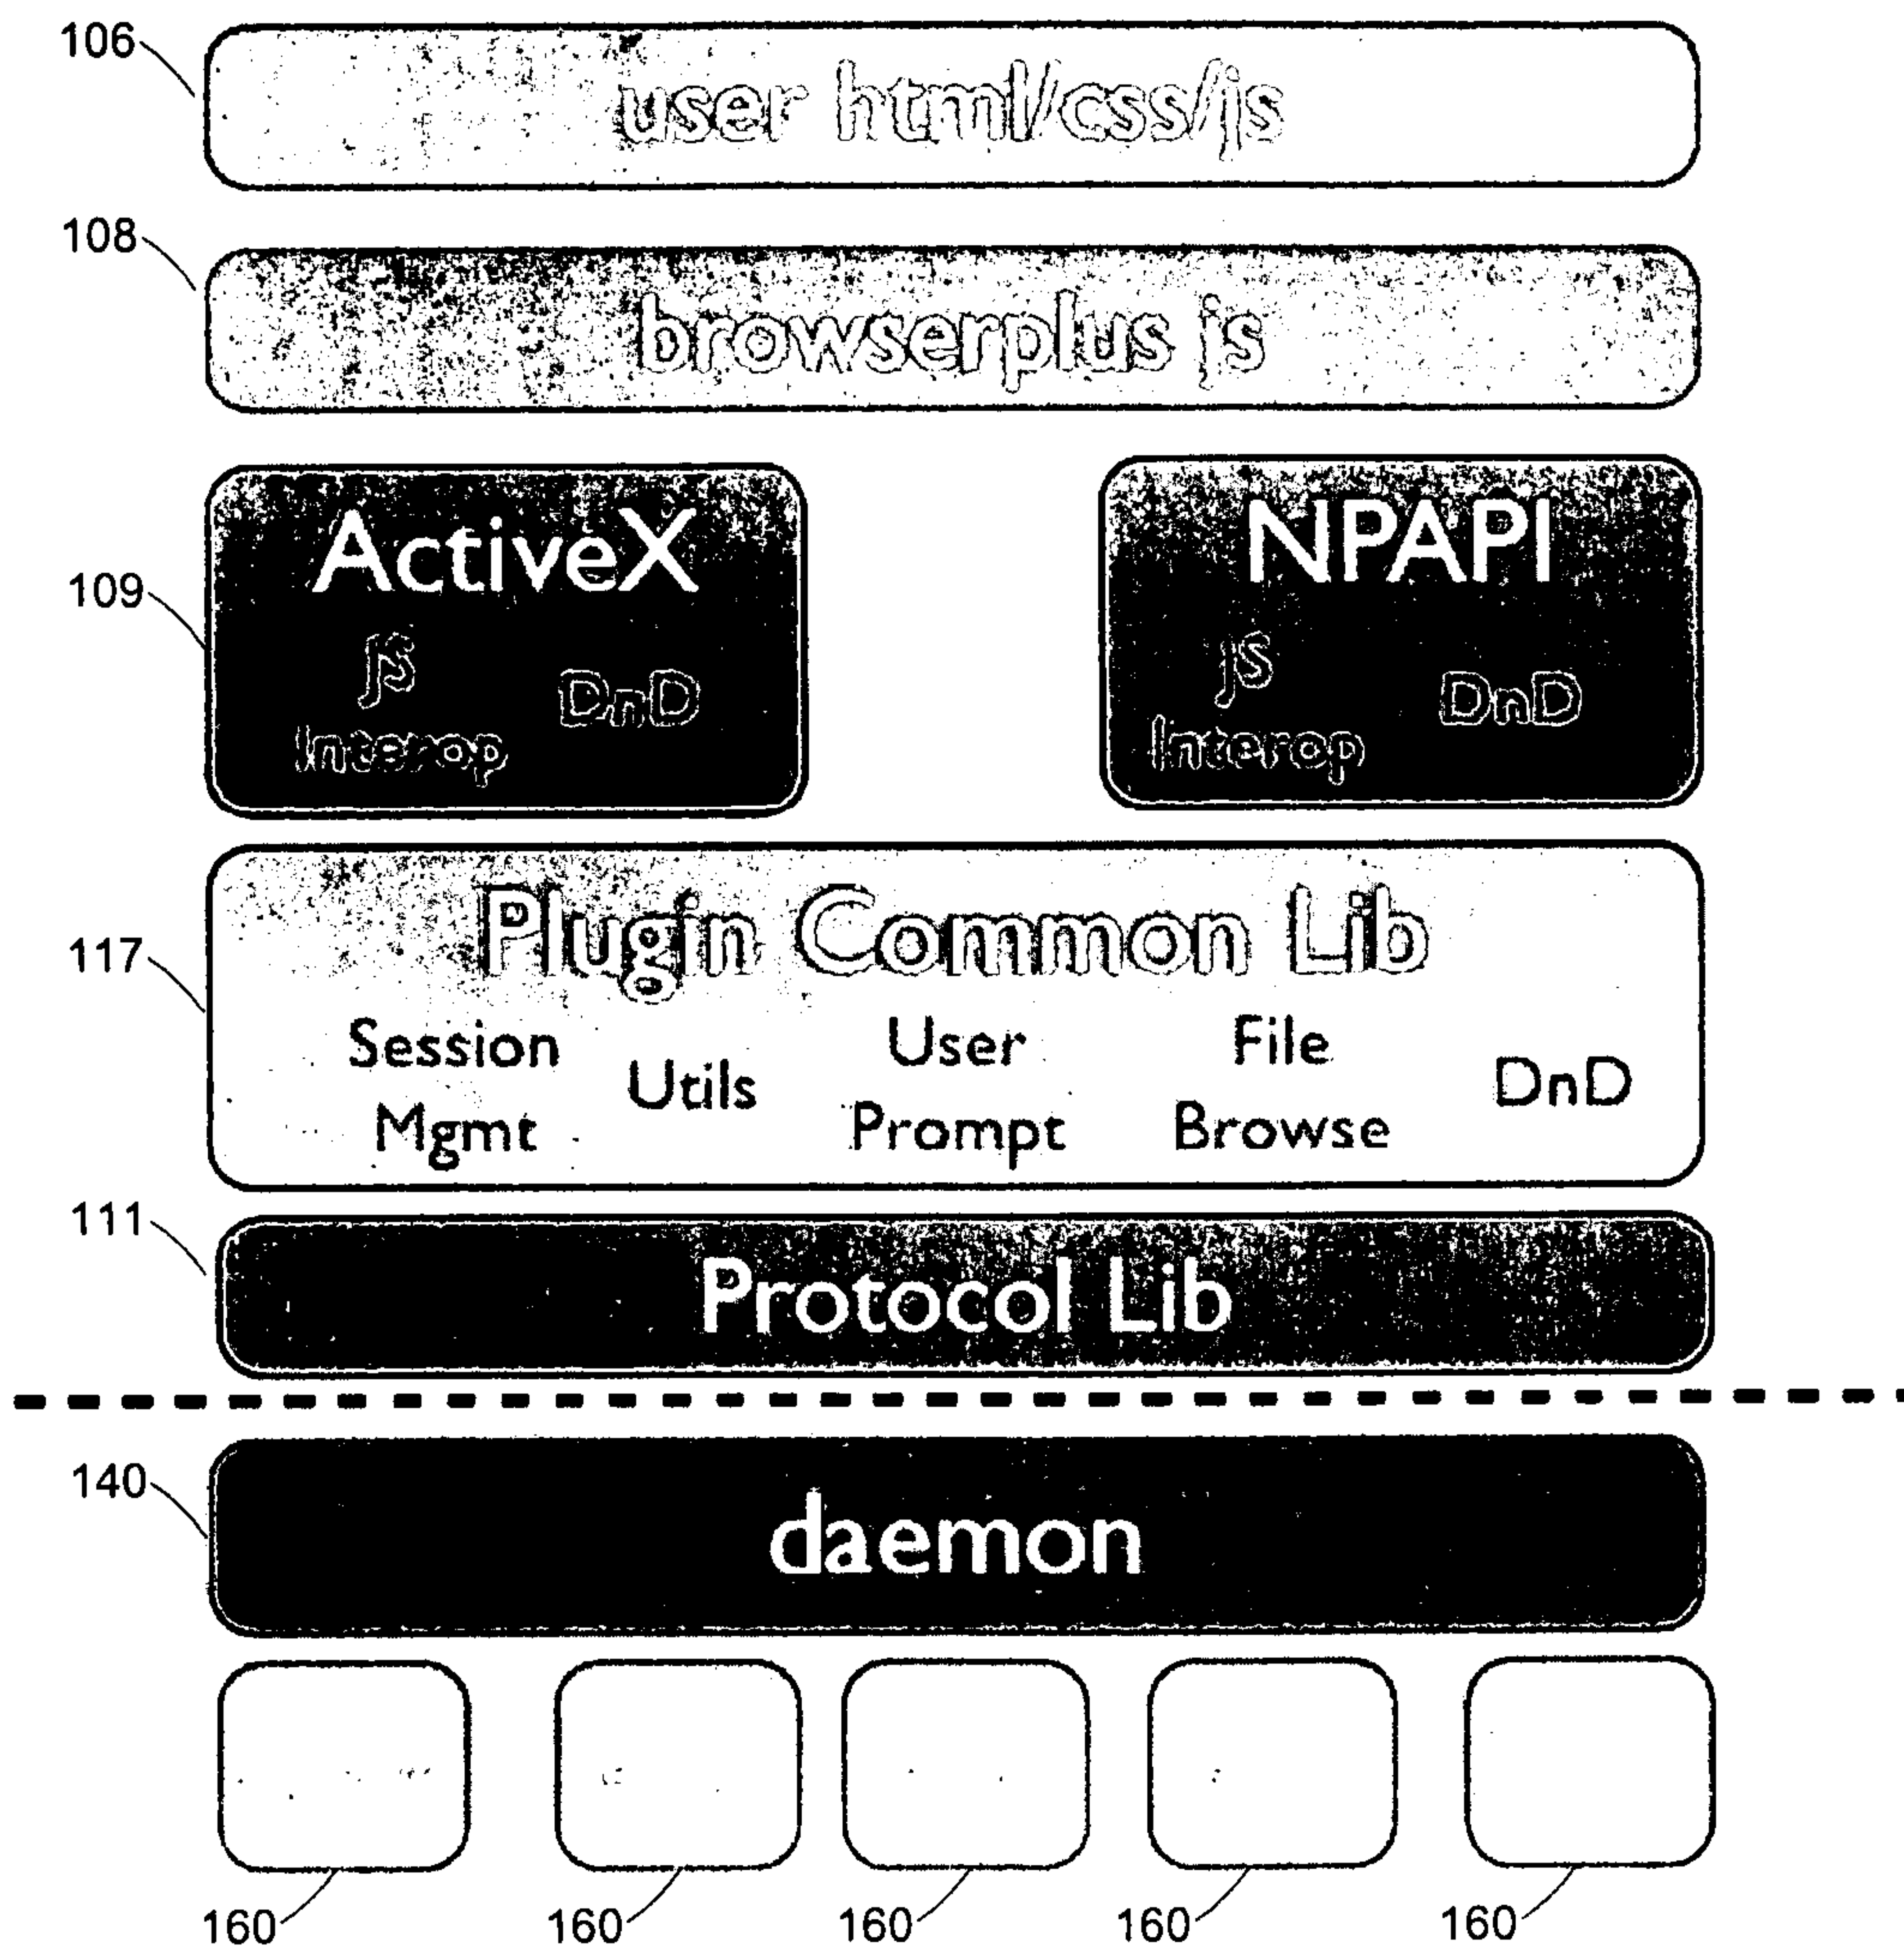 106
user html/css/js
108
browserplus js
109
ActiveX
js
Interop
DnD
NPAPI
js
Interop
DnD
117
Plugin Common Lib
Session
Mgmt
Utils
User
Prompt
File
Browse
DnD
111
Protocol Lib
140
daemon
160
160
160
160
160